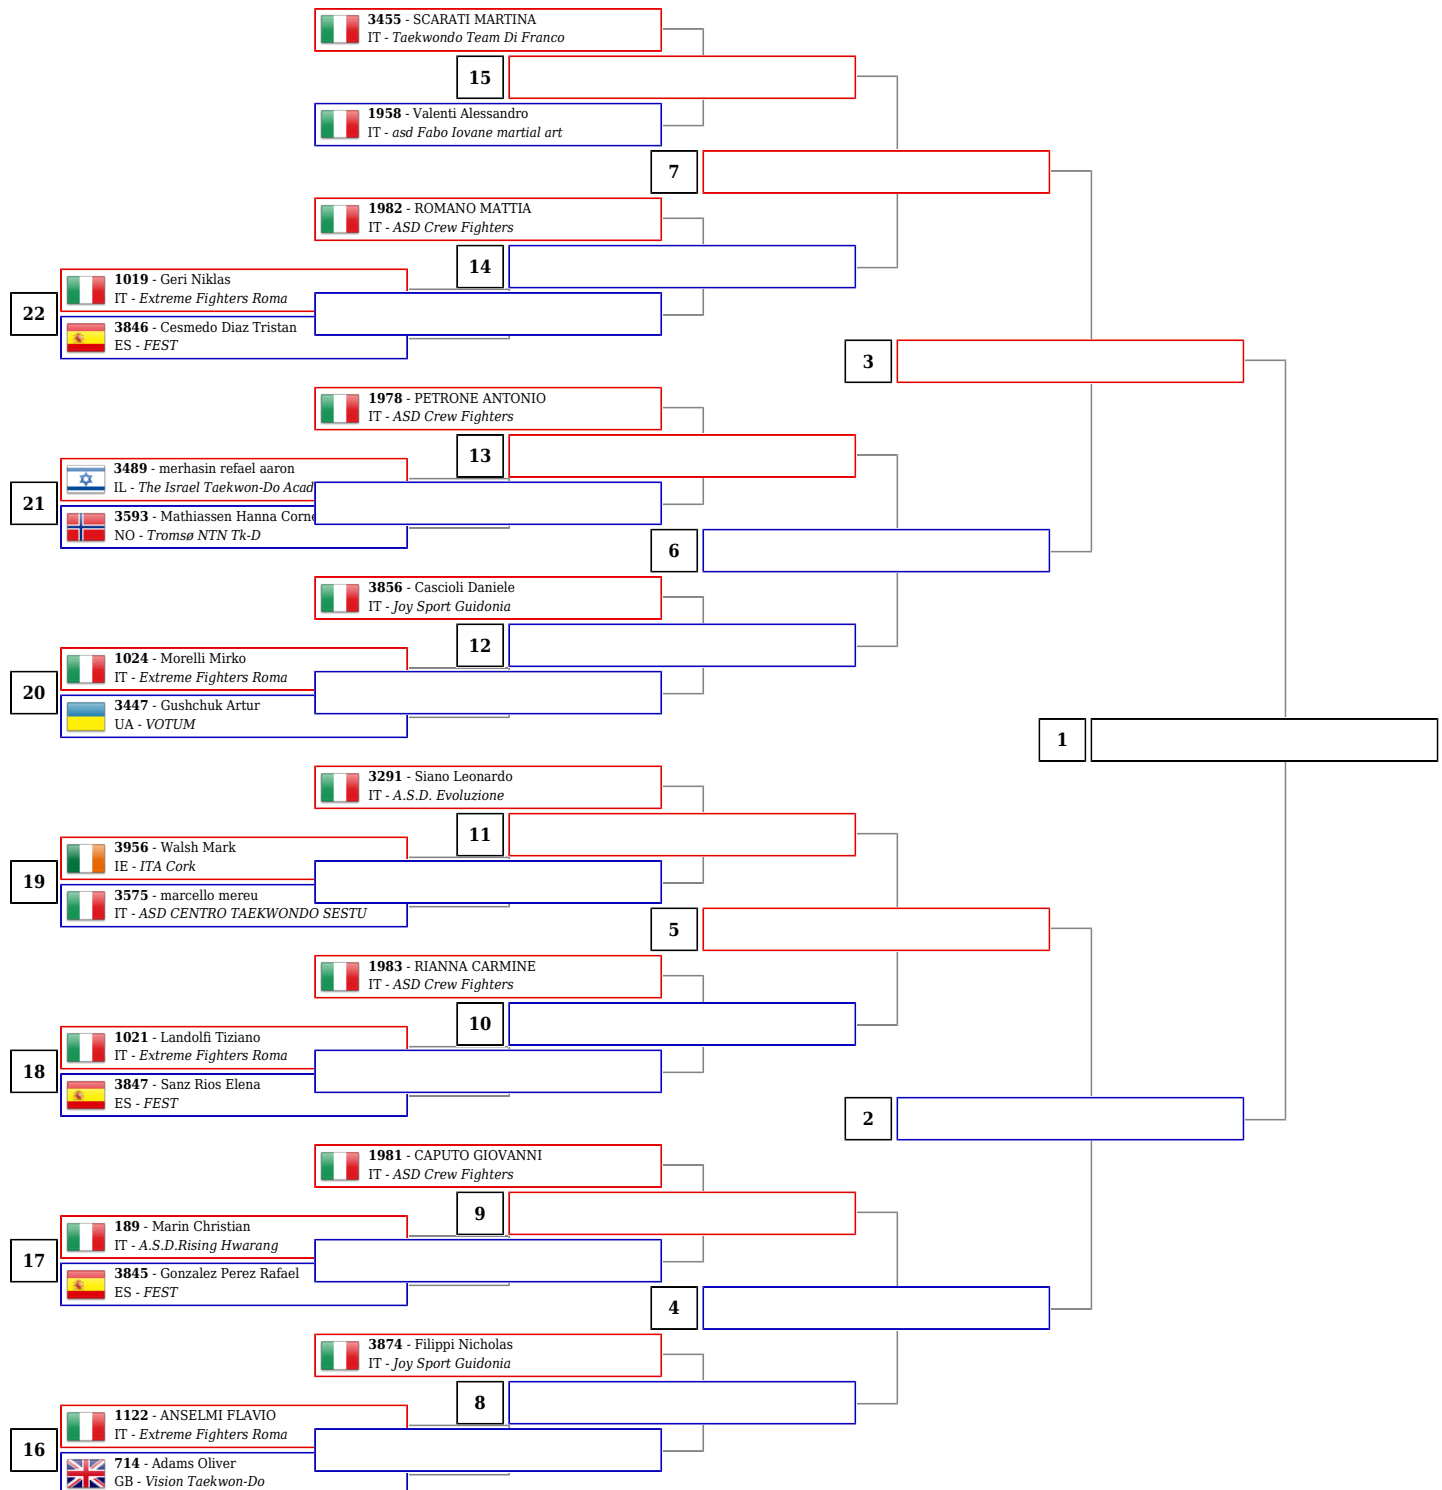 3455 - SCARATI MARTINA
IT - Taekwondo Team Di Franco
15
1958 - Valenti Alessandro
IT - asd Fabo Iovane martial art
7
1982 - ROMANO MATTIA
IT - ASD Crew Fighters
14
1019 - Geri Niklas
IT - Extreme Fighters Roma
22
3846 - Cesmedo Diaz Tristan
ES - FEST
3
1978 - PETRONE ANTONIO
IT - ASD Crew Fighters
13
3489 - merhasin refael aaron
IL - The Israel Taekwon-Do Acad
21
3593 - Mathiassen Hanna Corne
NO - Tromsø NTN Tk-D
6
3856 - Cascioli Daniele
IT - Joy Sport Guidonia
12
1024 - Morelli Mirko
IT - Extreme Fighters Roma
20
3447 - Gushchuk Artur
UA - VOTUM
1
3291 - Siano Leonardo
IT - A.S.D. Evoluzione
11
3956 - Walsh Mark
IE - ITA Cork
19
3575 - marcello mereu
IT - ASD CENTRO TAEKWONDO SESTU
5
1983 - RIANNA CARMINE
IT - ASD Crew Fighters
10
1021 - Landolfi Tiziano
IT - Extreme Fighters Roma
18
3847 - Sanz Rios Elena
ES - FEST
2
1981 - CAPUTO GIOVANNI
IT - ASD Crew Fighters
9
189 - Marin Christian
IT - A.S.D.Rising Hwarang
17
3845 - Gonzalez Perez Rafael
ES - FEST
4
3874 - Filippi Nicholas
IT - Joy Sport Guidonia
8
1122 - ANSELMI FLAVIO
IT - Extreme Fighters Roma
16
714 - Adams Oliver
GB - Vision Taekwon-Do